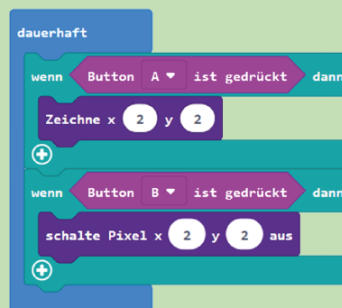 dauerhaft
wenn Button A ist gedrückt dann
Zeichne x 2 y 2
wenn Button B ist gedrückt dann
schalte Pixel x 2 y 2 aus